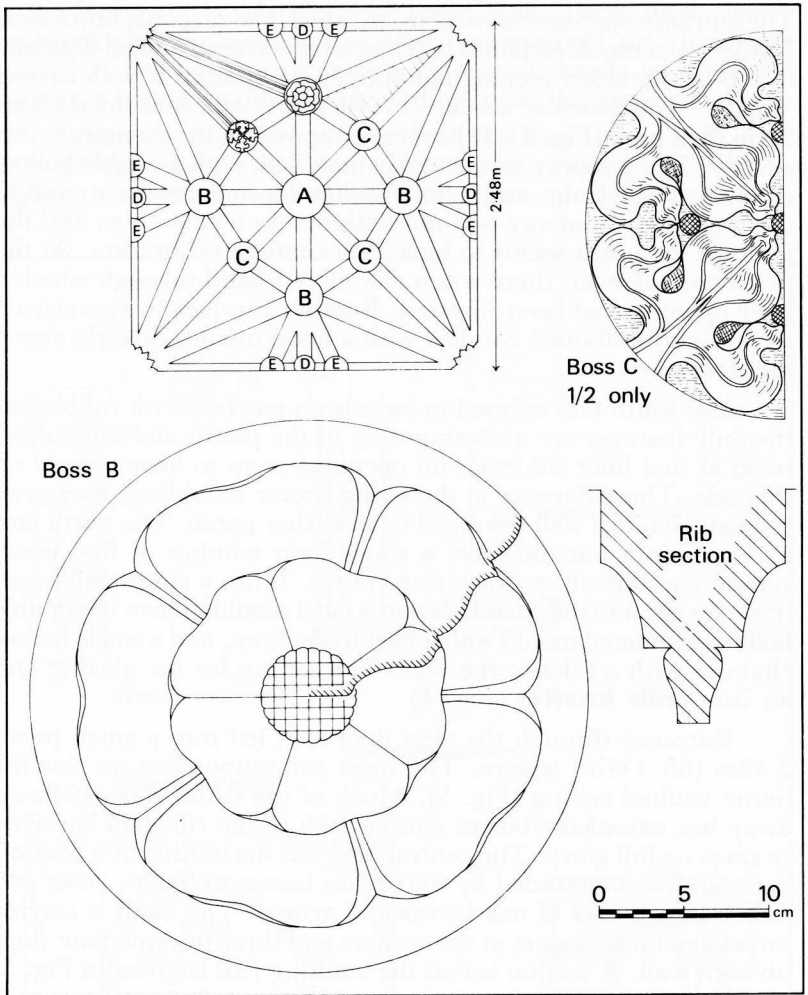 E D E
C
E E
D B A B D
E E
2·48m
C C
B
E D E
Boss C
1/2 only
Boss B
Rib
section
0 5 10
cm